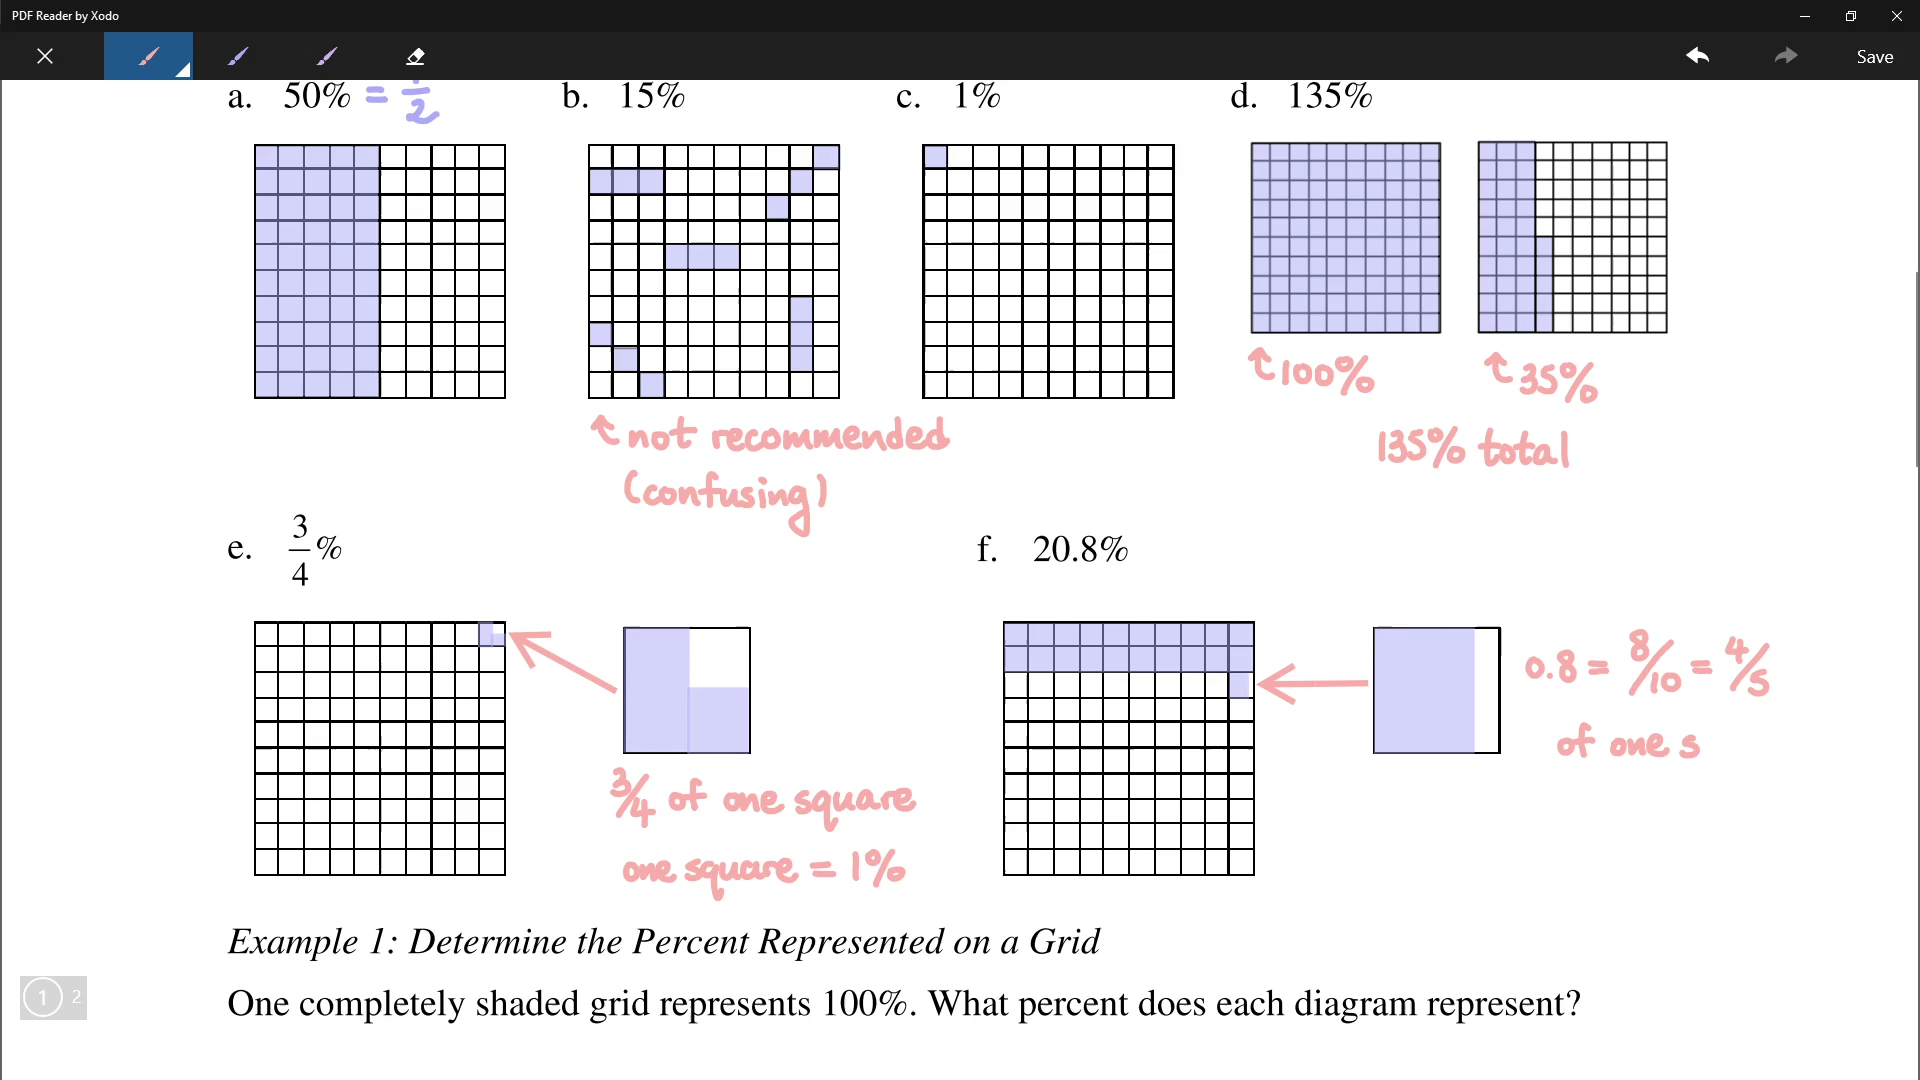 PDF Reader by Xodo
Save
a. 50% = 1/2
b. 15%
c. 1%
d. 135%
↑100%
↑35%
135% total
↑ not recommended
(confusing)
e. 3/4%
f. 20.8%
3/4 of one square
one square = 1%
0.8 = 8/10 = 4/5
of one s
Example 1: Determine the Percent Represented on a Grid
One completely shaded grid represents 100%. What percent does each diagram represent?
1 2